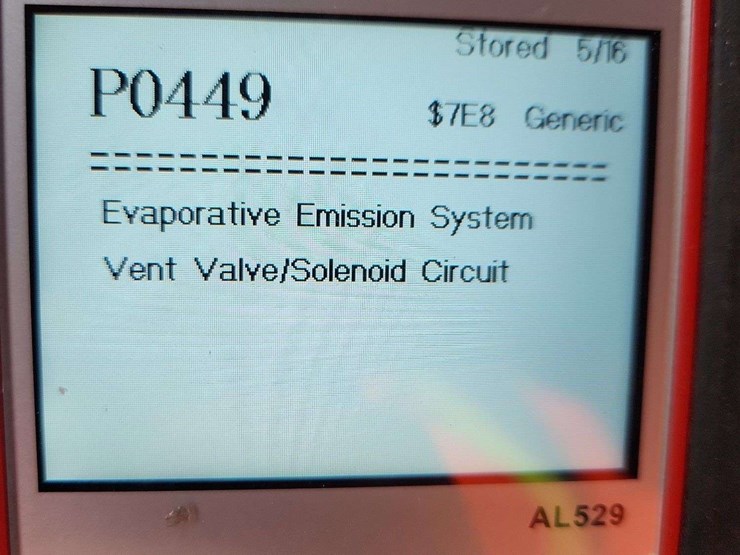 Stored 5/16
P0449
$7E8 Generic
==========================
Evaporative Emission System
Vent Valve/Solenoid Circuit
AL529